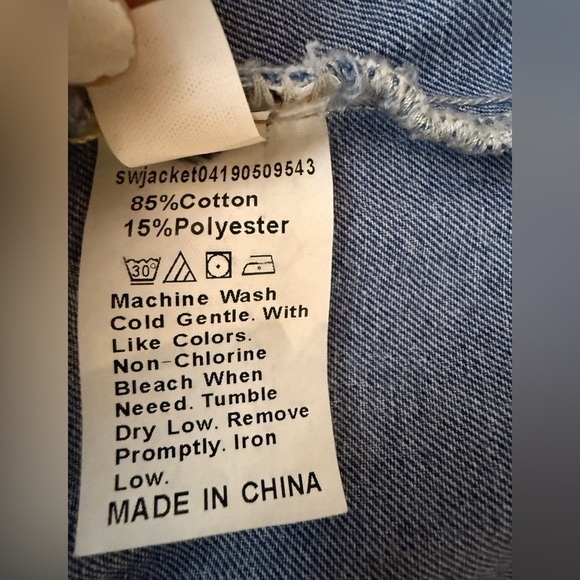 swjacket04190509543
85%Cotton
15%Polyester
30°
Machine Wash
Cold Gentle. With
Like Colors.
Non-Chlorine
Bleach When
Neeed. Tumble
Dry Low. Remove
Promptly. Iron
Low.
MADE IN CHINA